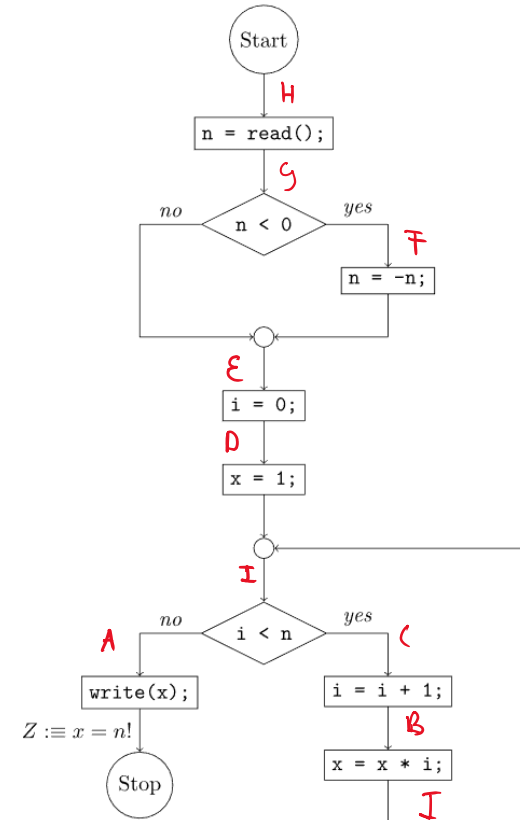 Start
H
n = read();
G
no
yes
n < 0
F
n = -n;
E
i = 0;
D
x = 1;
I
no
yes
A
i < n
C
write(x);
i = i + 1;
Z :≡ x = n!
B
x = x * i;
Stop
I